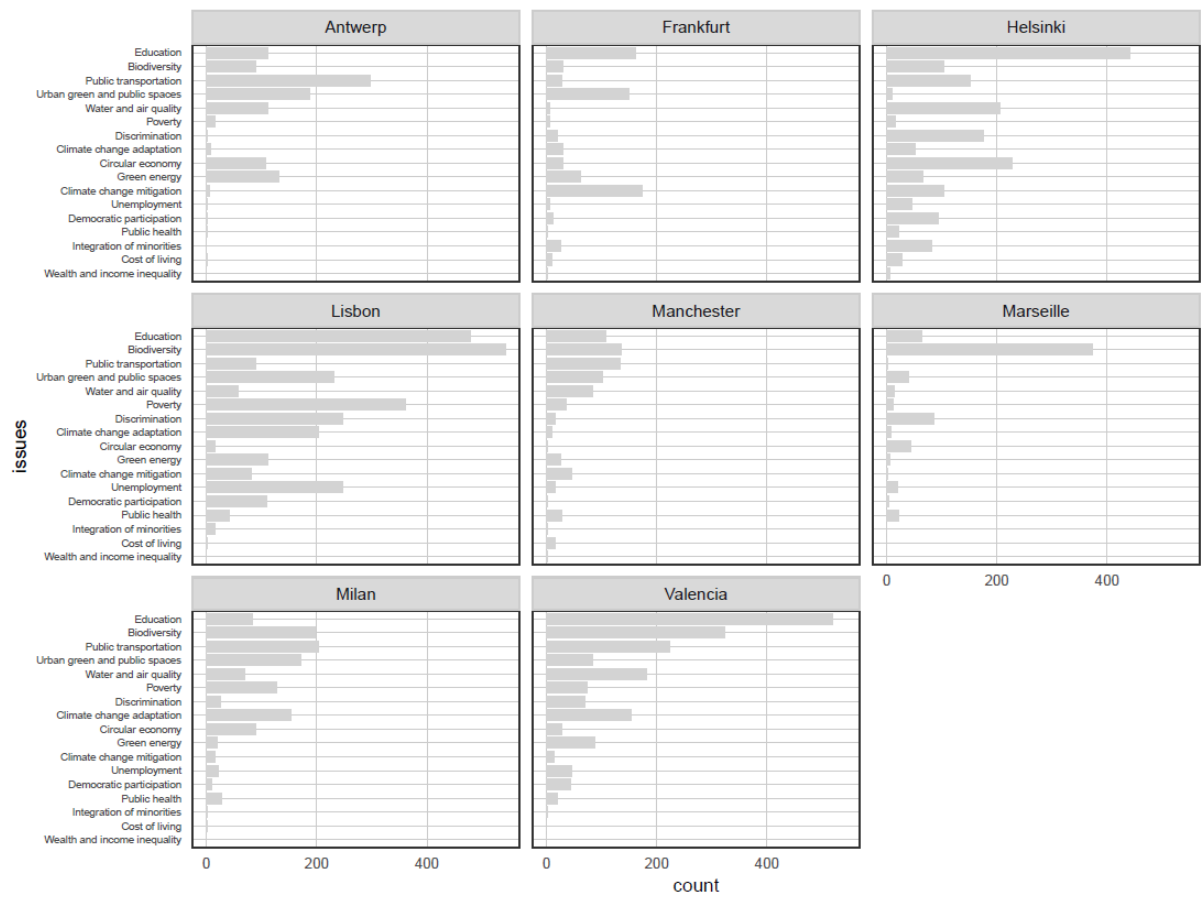 Antwerp
Frankfurt
Helsinki
Education
Biodiversity
Public transportation
Urban green and public spaces
Water and air quality
Poverty
Discrimination
Climate change adaptation
Circular economy
Green energy
Climate change mitigation
Unemployment
Democratic participation
Public health
Integration of minorities
Cost of living
Wealth and income inequality
Lisbon
Manchester
Marseille
Education
Biodiversity
Public transportation
Urban green and public spaces
Water and air quality
Poverty
Discrimination
Climate change adaptation
Circular economy
Green energy
Climate change mitigation
Unemployment
Democratic participation
Public health
Integration of minorities
Cost of living
Wealth and income inequality
issues
0 200 400
Milan
Valencia
Education
Biodiversity
Public transportation
Urban green and public spaces
Water and air quality
Poverty
Discrimination
Climate change adaptation
Circular economy
Green energy
Climate change mitigation
Unemployment
Democratic participation
Public health
Integration of minorities
Cost of living
Wealth and income inequality
0 200 400
0 200 400
count